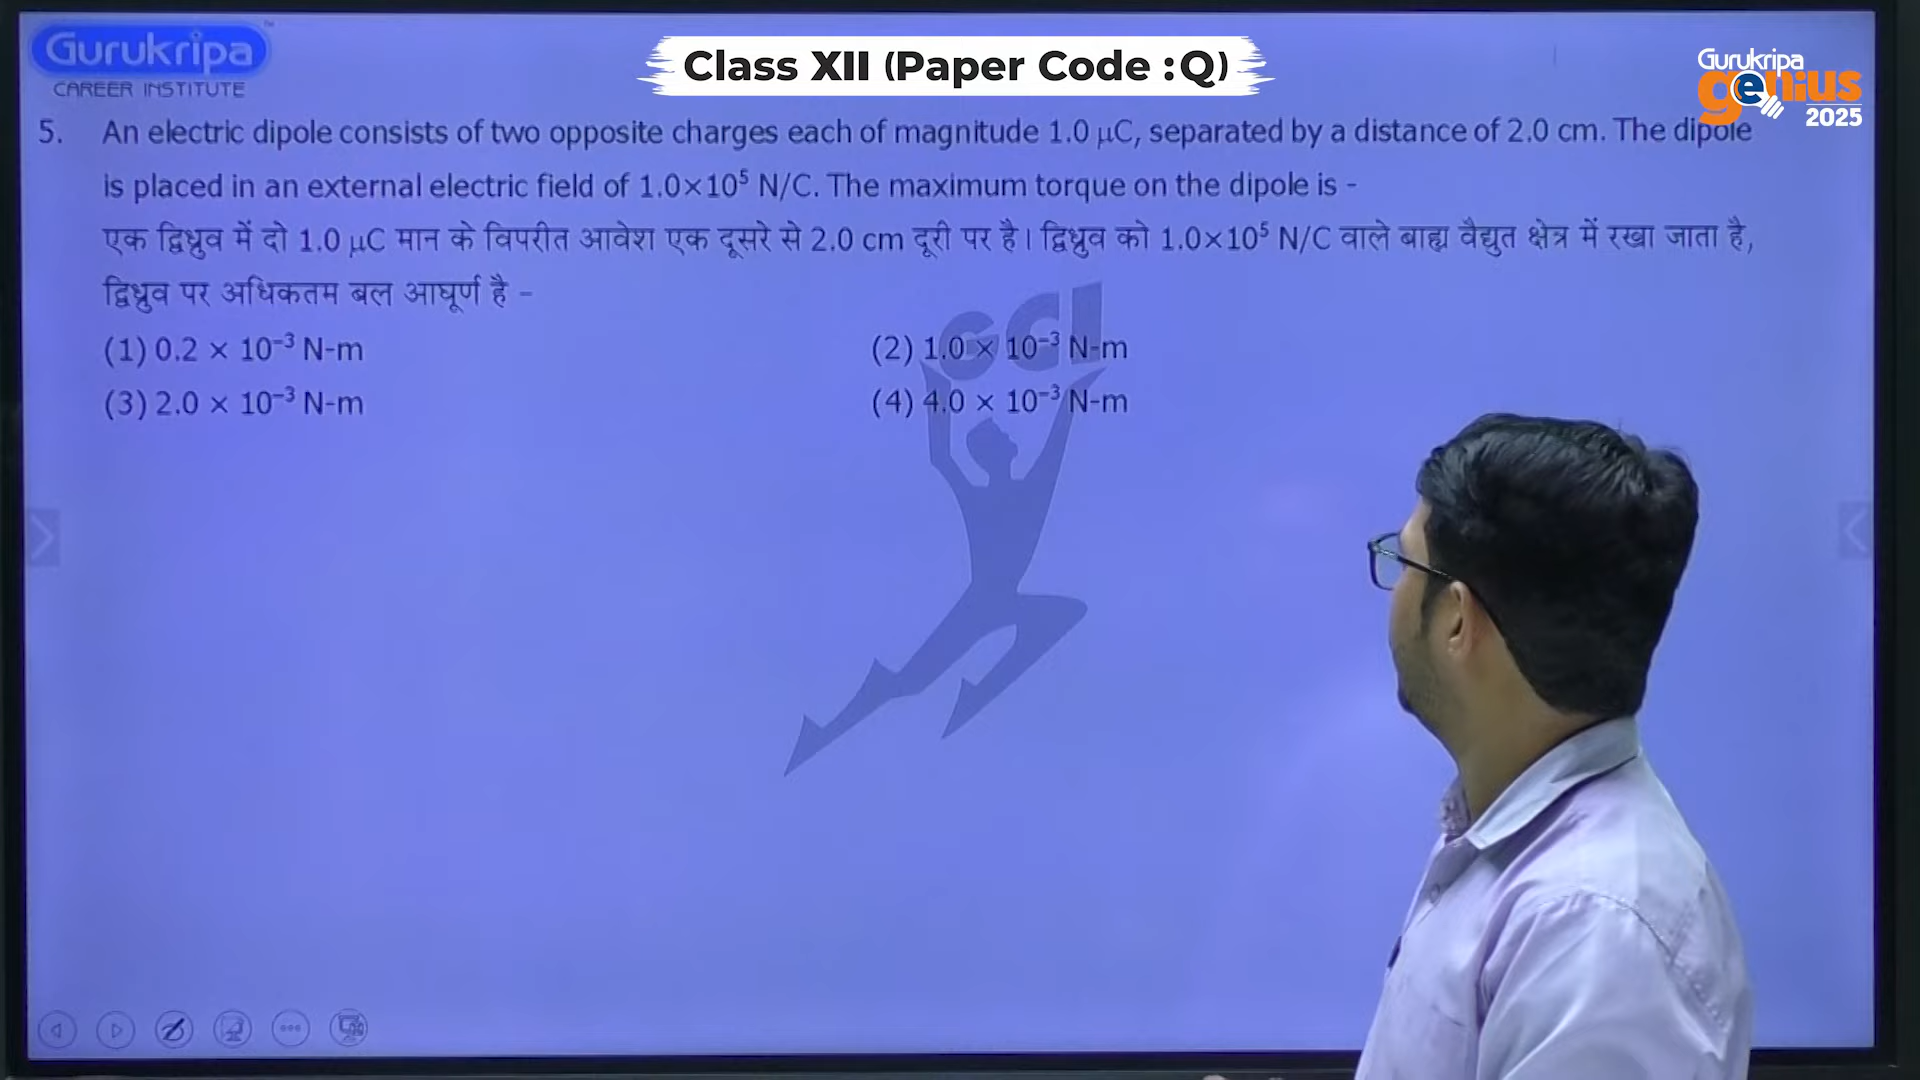 Gurukripa
CAREER INSTITUTE
Class XII (Paper Code :Q)
Gurukripa
genius
2025
5. An electric dipole consists of two opposite charges each of magnitude 1.0 μC, separated by a distance of 2.0 cm. The dipole
is placed in an external electric field of 1.0×10⁵ N/C. The maximum torque on the dipole is -
एक द्विध्रुव में दो 1.0 μC मान के विपरीत आवेश एक दूसरे से 2.0 cm दूरी पर है। द्विध्रुव को 1.0×10⁵ N/C वाले बाह्य वैद्युत क्षेत्र में रखा जाता है,
द्विध्रुव पर अधिकतम बल आघूर्ण है –
(1) 0.2 × 10⁻³ N-m (2) 1.0 × 10⁻³ N-m
(3) 2.0 × 10⁻³ N-m (4) 4.0 × 10⁻³ N-m
GCI